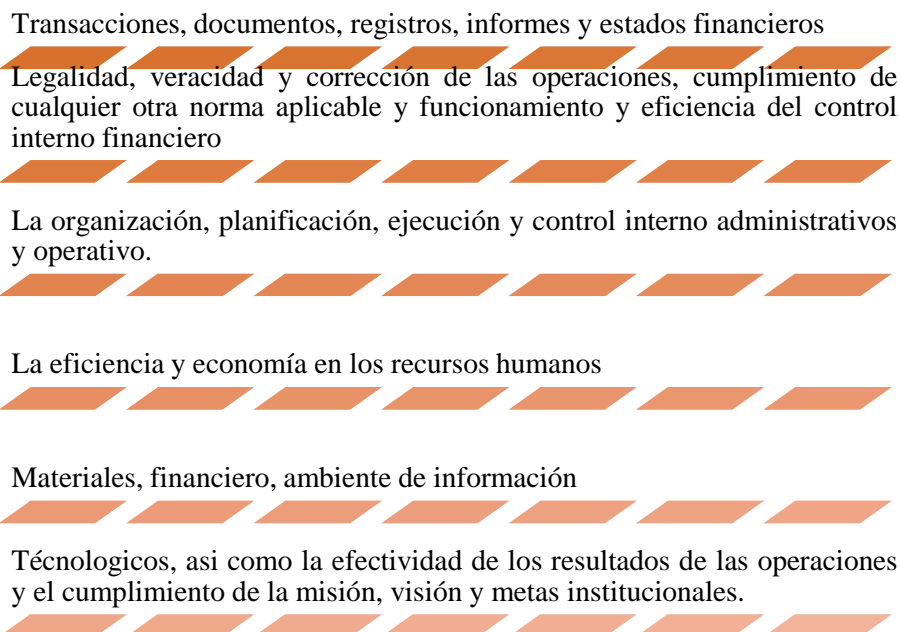 Transacciones, documentos, registros, informes y estados financieros
Legalidad, veracidad y corrección de las operaciones, cumplimiento de
cualquier otra norma aplicable y funcionamiento y eficiencia del control
interno financiero
La organización, planificación, ejecución y control interno administrativos
y operativo.
La eficiencia y economía en los recursos humanos
Materiales, financiero, ambiente de información
Técnologicos, asi como la efectividad de los resultados de las operaciones
y el cumplimiento de la misión, visión y metas institucionales.